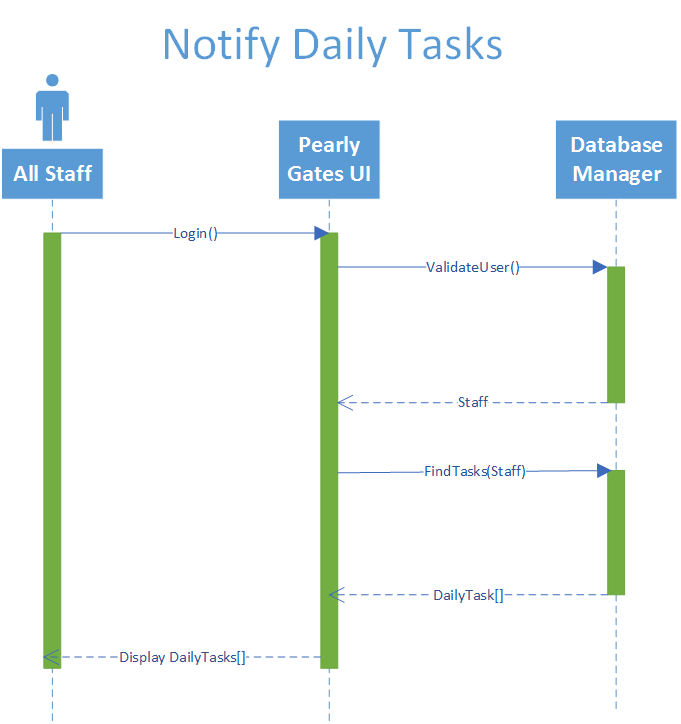 Notify Daily Tasks
All Staff
Pearly
Gates UI
Database
Manager
Login()
ValidateUser()
Staff
FindTasks(Staff)
DailyTask[]
Display DailyTasks[]